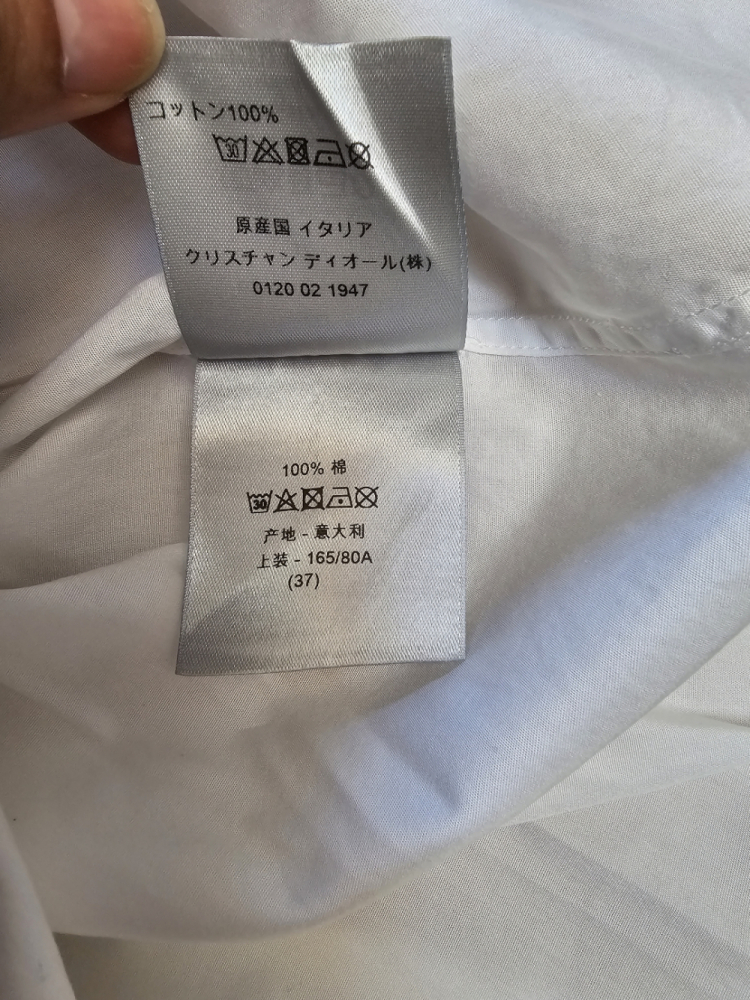 コットン100%
30
原産国 イタリア
クリスチャン ディオール(株)
0120 02 1947
100% 棉
30
产地 - 意大利
上装 - 165/80A
(37)